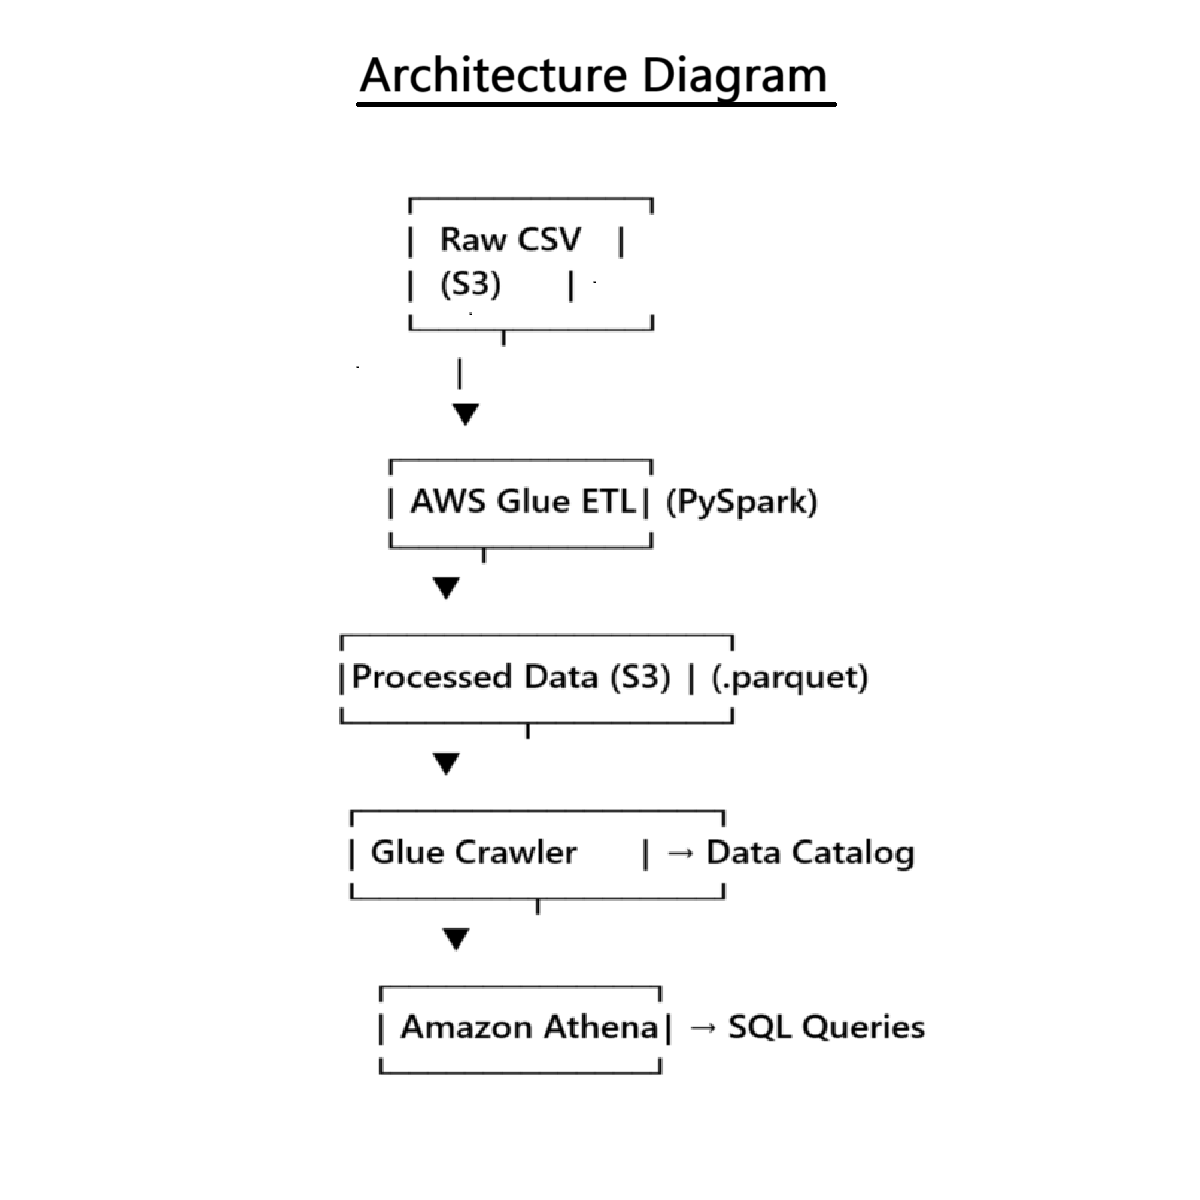 Architecture Diagram
| Raw CSV |
| (S3) |
|
▼
| AWS Glue ETL| (PySpark)
▼
|Processed Data (S3) | (.parquet)
▼
| Glue Crawler | → Data Catalog
▼
| Amazon Athena| → SQL Queries